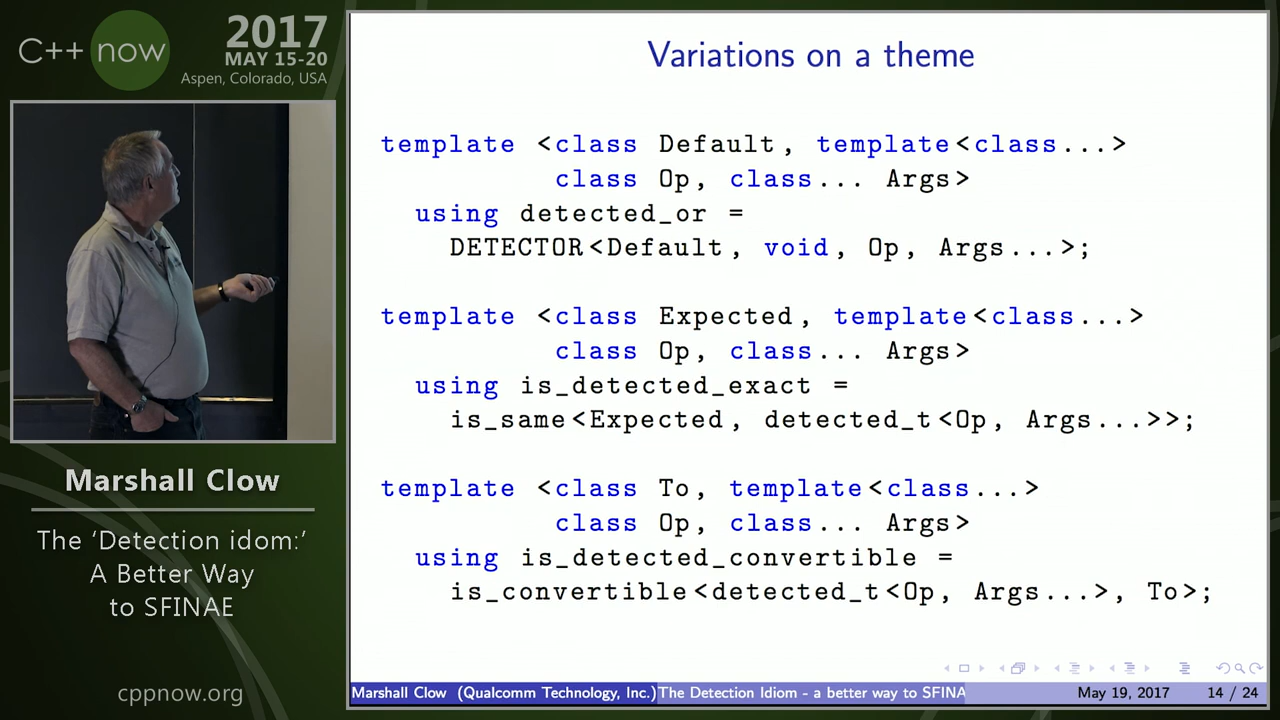 C++ now
2017
MAY 15-20
Aspen, Colorado, USA
Marshall Clow
The ‘Detection idom:’
A Better Way
to SFINAE
cppnow.org
Variations on a theme
template <class Default, template<class...>
class Op, class... Args>
using detected_or =
DETECTOR<Default, void, Op, Args...>;
template <class Expected, template<class...>
class Op, class... Args>
using is_detected_exact =
is_same<Expected, detected_t<Op, Args...>>;
template <class To, template<class...>
class Op, class... Args>
using is_detected_convertible =
is_convertible<detected_t<Op, Args...>, To>;
Marshall Clow (Qualcomm Technology, Inc.) The Detection Idiom - a better way to SFINA May 19, 2017 14 / 24